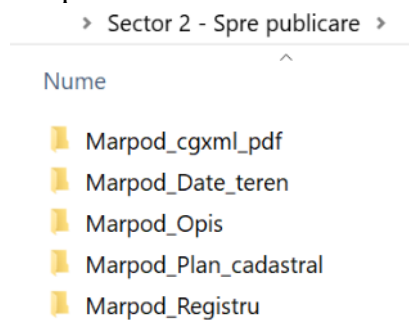 Sector 2 - Spre publicare
Nume
Marpod_cgxml_pdf
Marpod_Date_teren
Marpod_Opis
Marpod_Plan_cadastral
Marpod_Registru